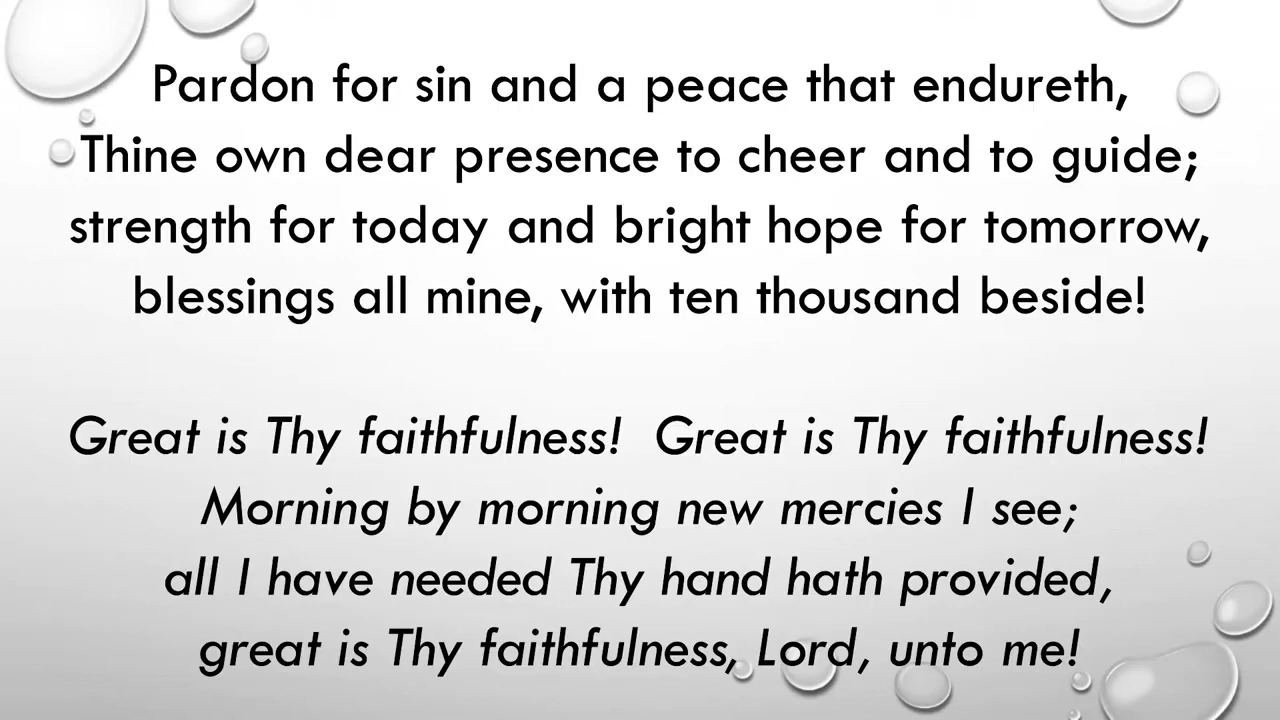 Pardon for sin and a peace that endureth,
Thine own dear presence to cheer and to guide;
strength for today and bright hope for tomorrow,
blessings all mine, with ten thousand beside!
Great is Thy faithfulness!  Great is Thy faithfulness!
Morning by morning new mercies I see;
all I have needed Thy hand hath provided,
great is Thy faithfulness, Lord, unto me!